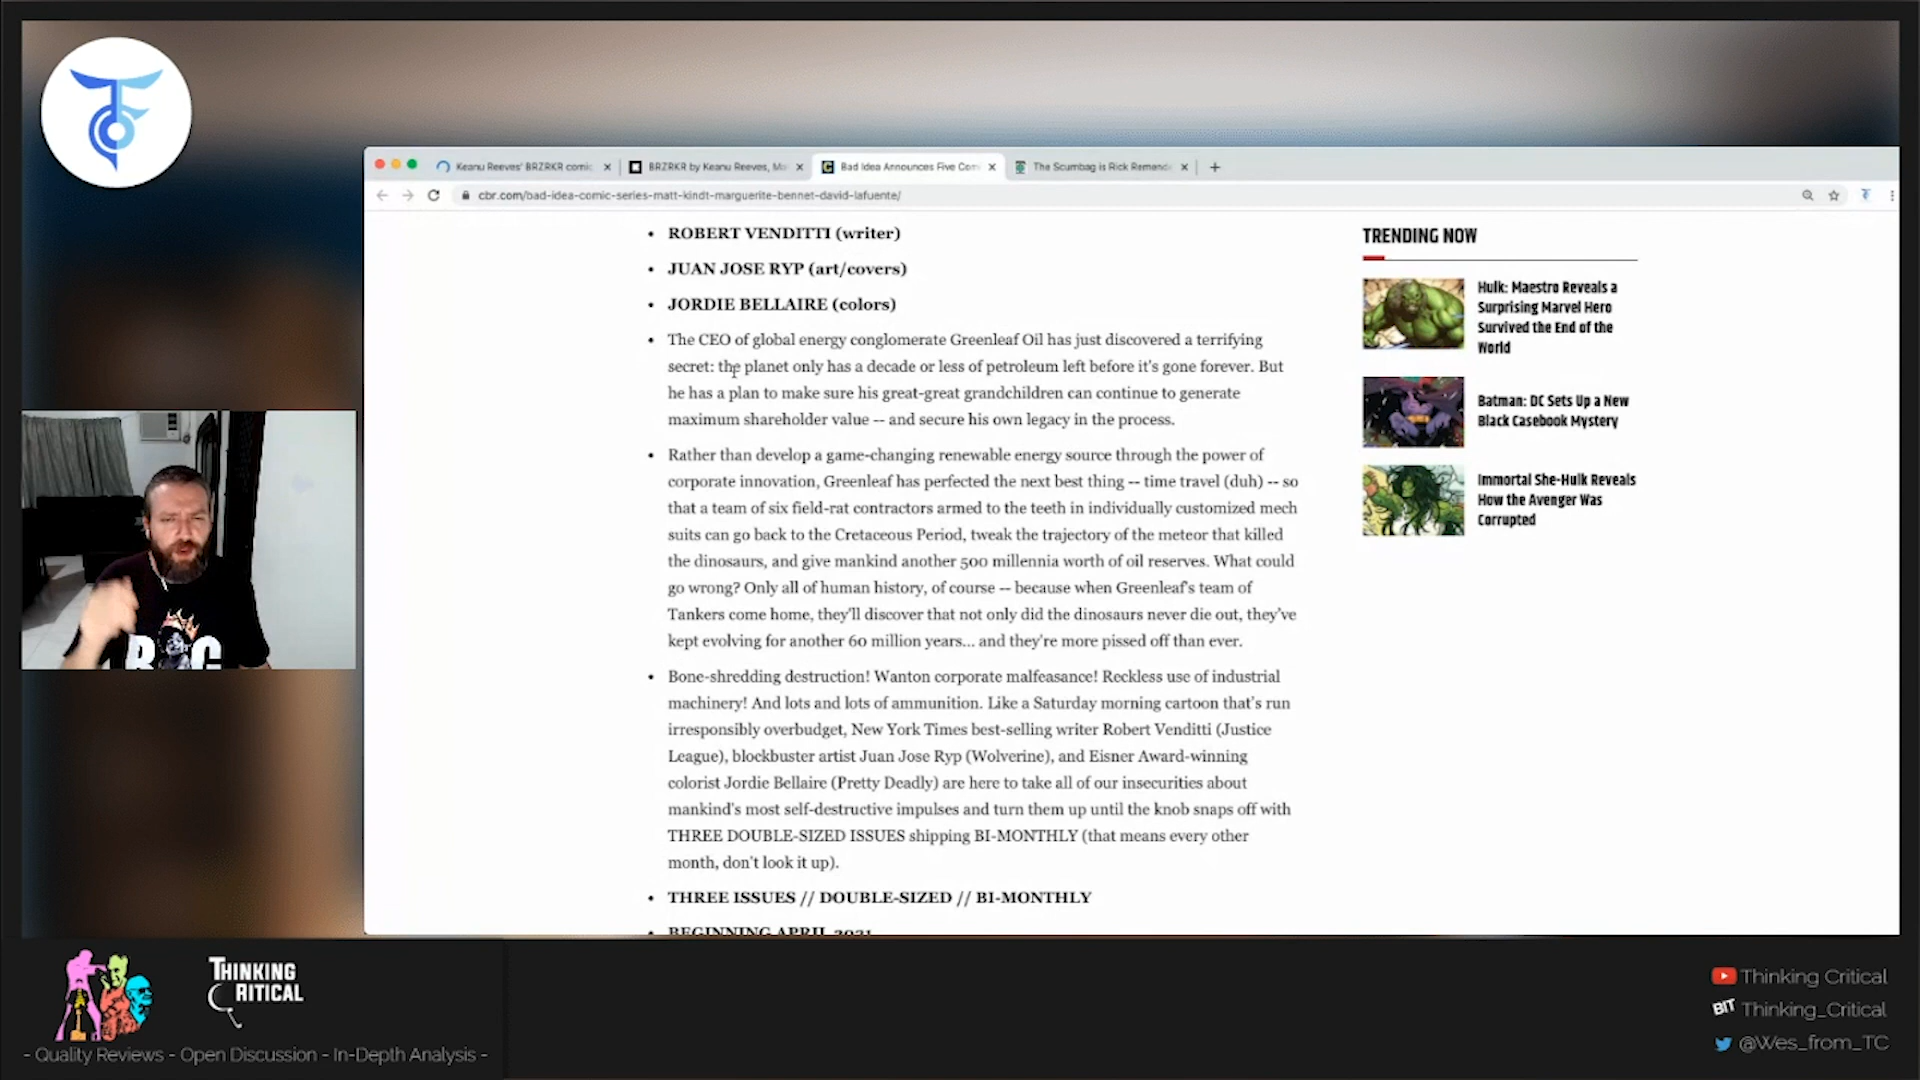 Keanu Reeves' BRZRKR comic
BRZRKR by Keanu Reeves, Ma
Bad Idea Announces Five Com
The Scumbag is Rick Remende
cbr.com/bad-idea-comic-series-matt-kindt-marguerite-bennet-david-lafuente/
• ROBERT VENDITTI (writer)
• JUAN JOSE RYP (art/covers)
• JORDIE BELLAIRE (colors)
• The CEO of global energy conglomerate Greenleaf Oil has just discovered a terrifying
secret: the planet only has a decade or less of petroleum left before it's gone forever. But
he has a plan to make sure his great-great grandchildren can continue to generate
maximum shareholder value -- and secure his own legacy in the process.
• Rather than develop a game-changing renewable energy source through the power of
corporate innovation, Greenleaf has perfected the next best thing -- time travel (duh) -- so
that a team of six field-rat contractors armed to the teeth in individually customized mech
suits can go back to the Cretaceous Period, tweak the trajectory of the meteor that killed
the dinosaurs, and give mankind another 500 millennia worth of oil reserves. What could
go wrong? Only all of human history, of course -- because when Greenleaf's team of
Tankers come home, they'll discover that not only did the dinosaurs never die out, they've
kept evolving for another 60 million years... and they're more pissed off than ever.
• Bone-shredding destruction! Wanton corporate malfeasance! Reckless use of industrial
machinery! And lots and lots of ammunition. Like a Saturday morning cartoon that's run
irresponsibly overbudget, New York Times best-selling writer Robert Venditti (Justice
League), blockbuster artist Juan Jose Ryp (Wolverine), and Eisner Award-winning
colorist Jordie Bellaire (Pretty Deadly) are here to take all of our insecurities about
mankind's most self-destructive impulses and turn them up until the knob snaps off with
THREE DOUBLE-SIZED ISSUES shipping BI-MONTHLY (that means every other
month, don't look it up).
• THREE ISSUES // DOUBLE-SIZED // BI-MONTHLY
• BEGINNING APRIL 2021
TRENDING NOW
Hulk: Maestro Reveals a
Surprising Marvel Hero
Survived the End of the
World
Batman: DC Sets Up a New
Black Casebook Mystery
Immortal She-Hulk Reveals
How the Avenger Was
Corrupted
THINKING
CRITICAL
- Quality Reviews - Open Discussion - In-Depth Analysis -
Thinking Critical
BIT Thinking_Critical
@Wes_from_TC